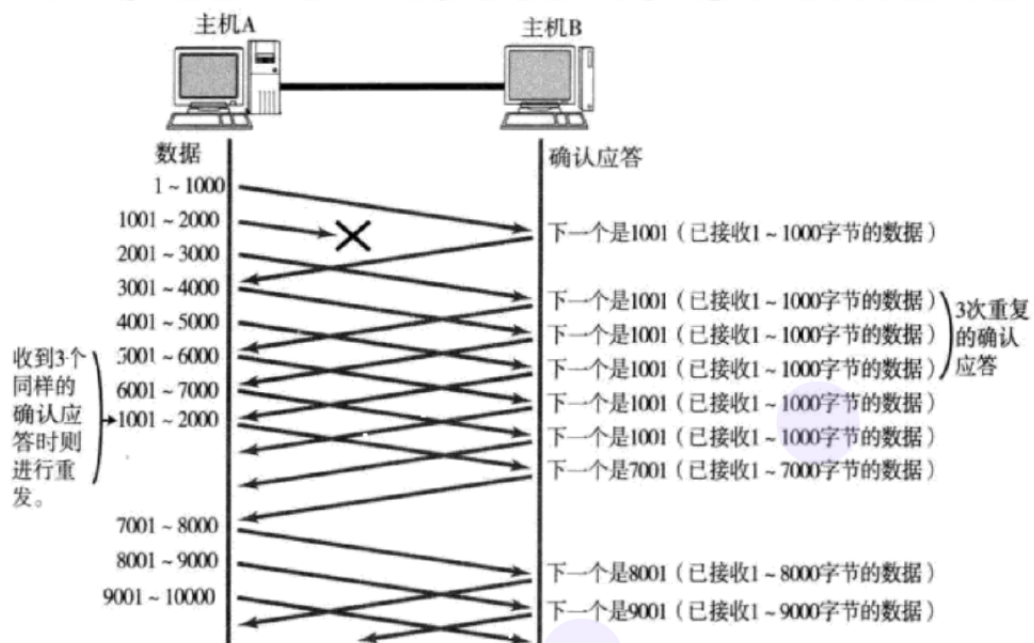 主机A
主机B
数据
确认应答
1~1000
1001~2000
下一个是1001（已接收1~1000字节的数据）
2001~3000
3001~4000
下一个是1001（已接收1~1000字节的数据）
3次重复
的确认
应答
4001~5000
下一个是1001（已接收1~1000字节的数据）
收到3个
同样的
确认应
答时则
进行重
发。
5001~6000
下一个是1001（已接收1~1000字节的数据）
6001~7000
下一个是1001（已接收1~1000字节的数据）
1001~2000
下一个是1001（已接收1~1000字节的数据）
下一个是7001（已接收1~7000字节的数据）
7001~8000
8001~9000
下一个是8001（已接收1~8000字节的数据）
9001~10000
下一个是9001（已接收1~9000字节的数据）